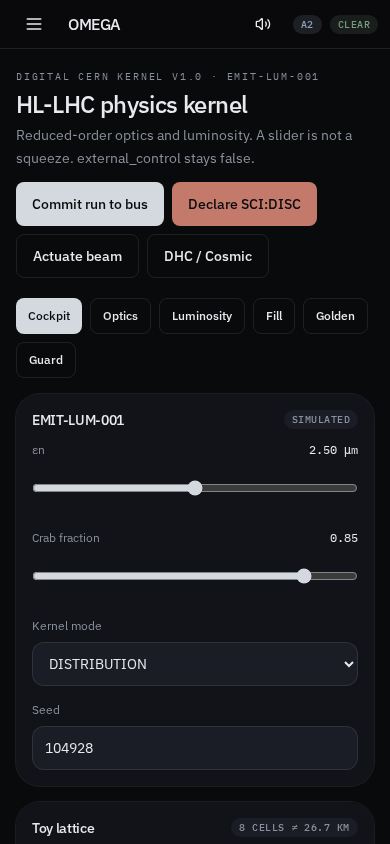 OMEGA
A2
CLEAR
DIGITAL CERN KERNEL V1.0 · EMIT-LUM-001
HL-LHC physics kernel
Reduced-order optics and luminosity. A slider is not a
squeeze. external_control stays false.
Commit run to bus
Declare SCI:DISC
Actuate beam
DHC / Cosmic
Cockpit
Optics
Luminosity
Fill
Golden
Guard
EMIT-LUM-001
SIMULATED
εn
2.50 μm
Crab fraction
0.85
Kernel mode
DISTRIBUTION
Seed
104928
Toy lattice
8 CELLS ≠ 26.7 KM